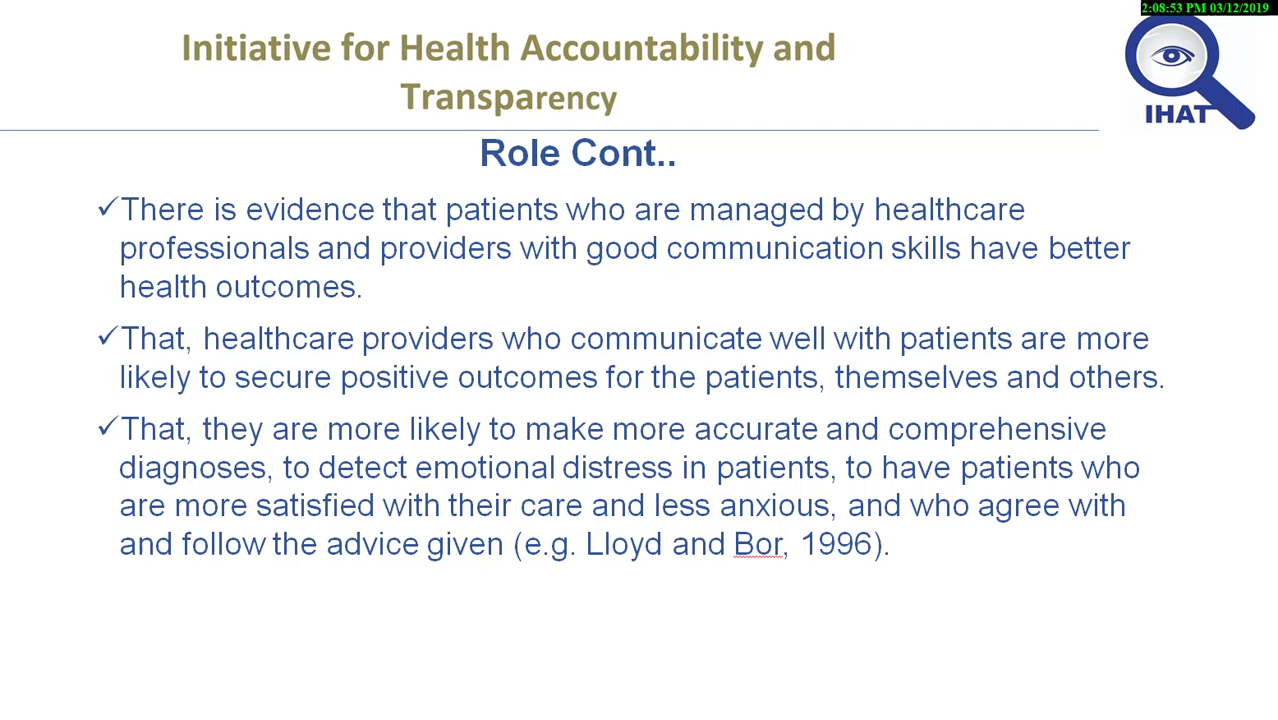 2:08:53 PM 03/12/2019
Initiative for Health Accountability and
Transparency
IHAT
Role Cont..
✓There is evidence that patients who are managed by healthcare
professionals and providers with good communication skills have better
health outcomes.
✓That, healthcare providers who communicate well with patients are more
likely to secure positive outcomes for the patients, themselves and others.
✓That, they are more likely to make more accurate and comprehensive
diagnoses, to detect emotional distress in patients, to have patients who
are more satisfied with their care and less anxious, and who agree with
and follow the advice given (e.g. Lloyd and Bor, 1996).